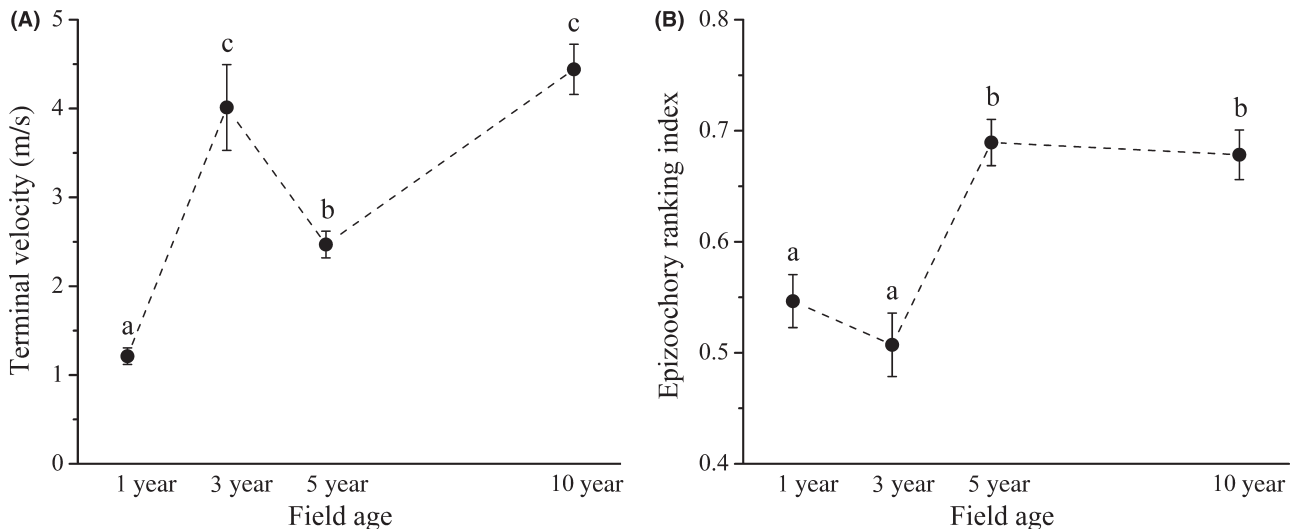 (A)
Terminal velocity (m/s)
5
4
3
2
1
0
a
c
b
c
1 year 3 year 5 year 10 year
Field age
(B)
Epizoochory ranking index
0.8
0.7
0.6
0.5
0.4
a
a
b
b
1 year 3 year 5 year 10 year
Field age